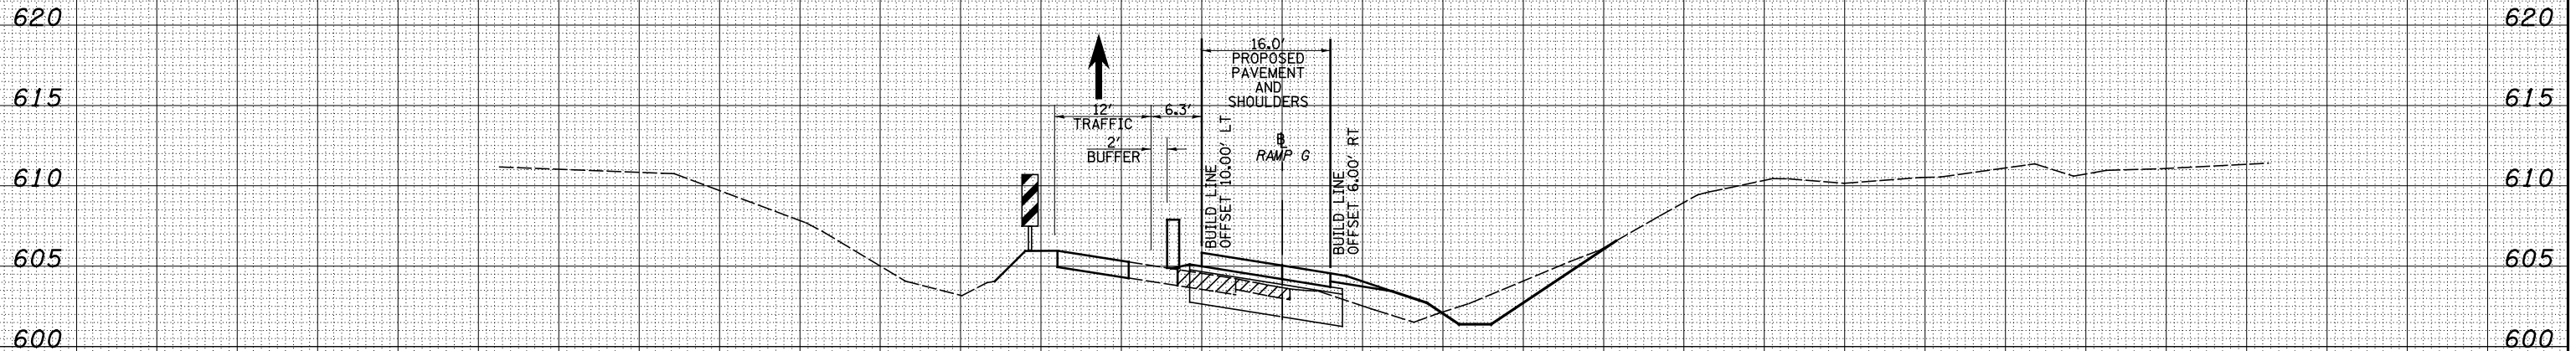 620
620
16.0'
PROPOSED
PAVEMENT
AND
SHOULDERS
615
615
12'
TRAFFIC
6.3'
2'
BUFFER
BUILD LINE
OFFSET 10.00' LT
BL
RAMP G
BUILD LINE
OFFSET 6.00' RT
610
610
605
605
600
600